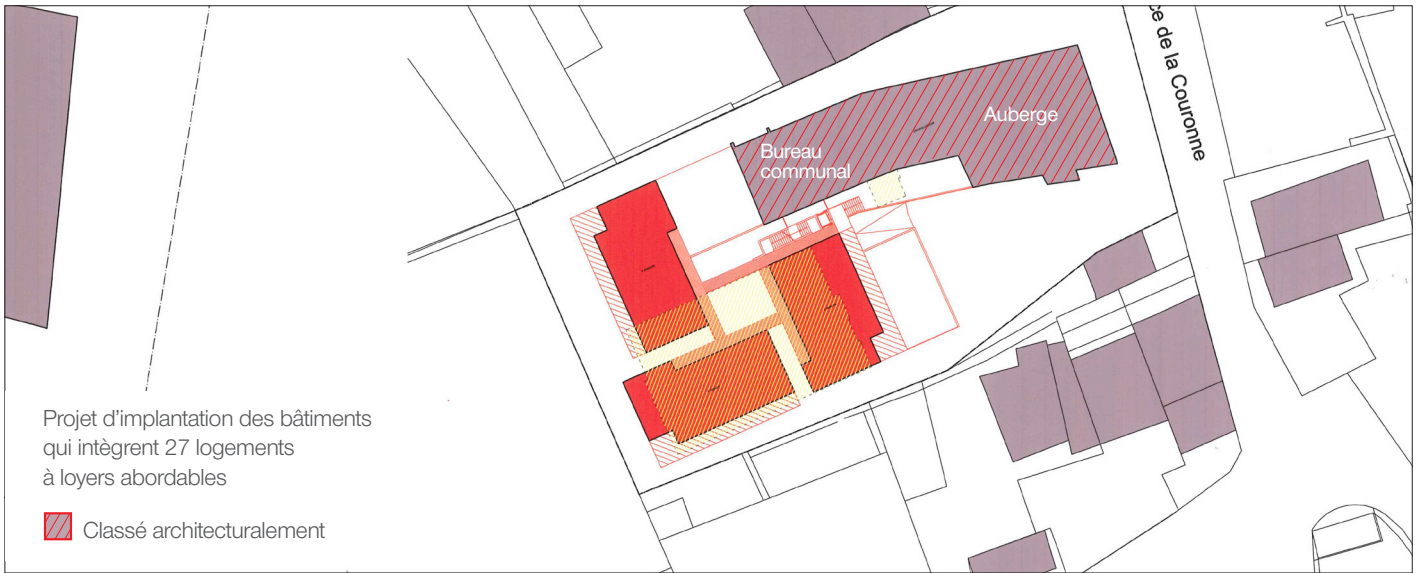 ce de la Couronne
Auberge
Bureau
communal
Projet d'implantation des bâtiments
qui intègrent 27 logements
à loyers abordables
Classé architecturalement